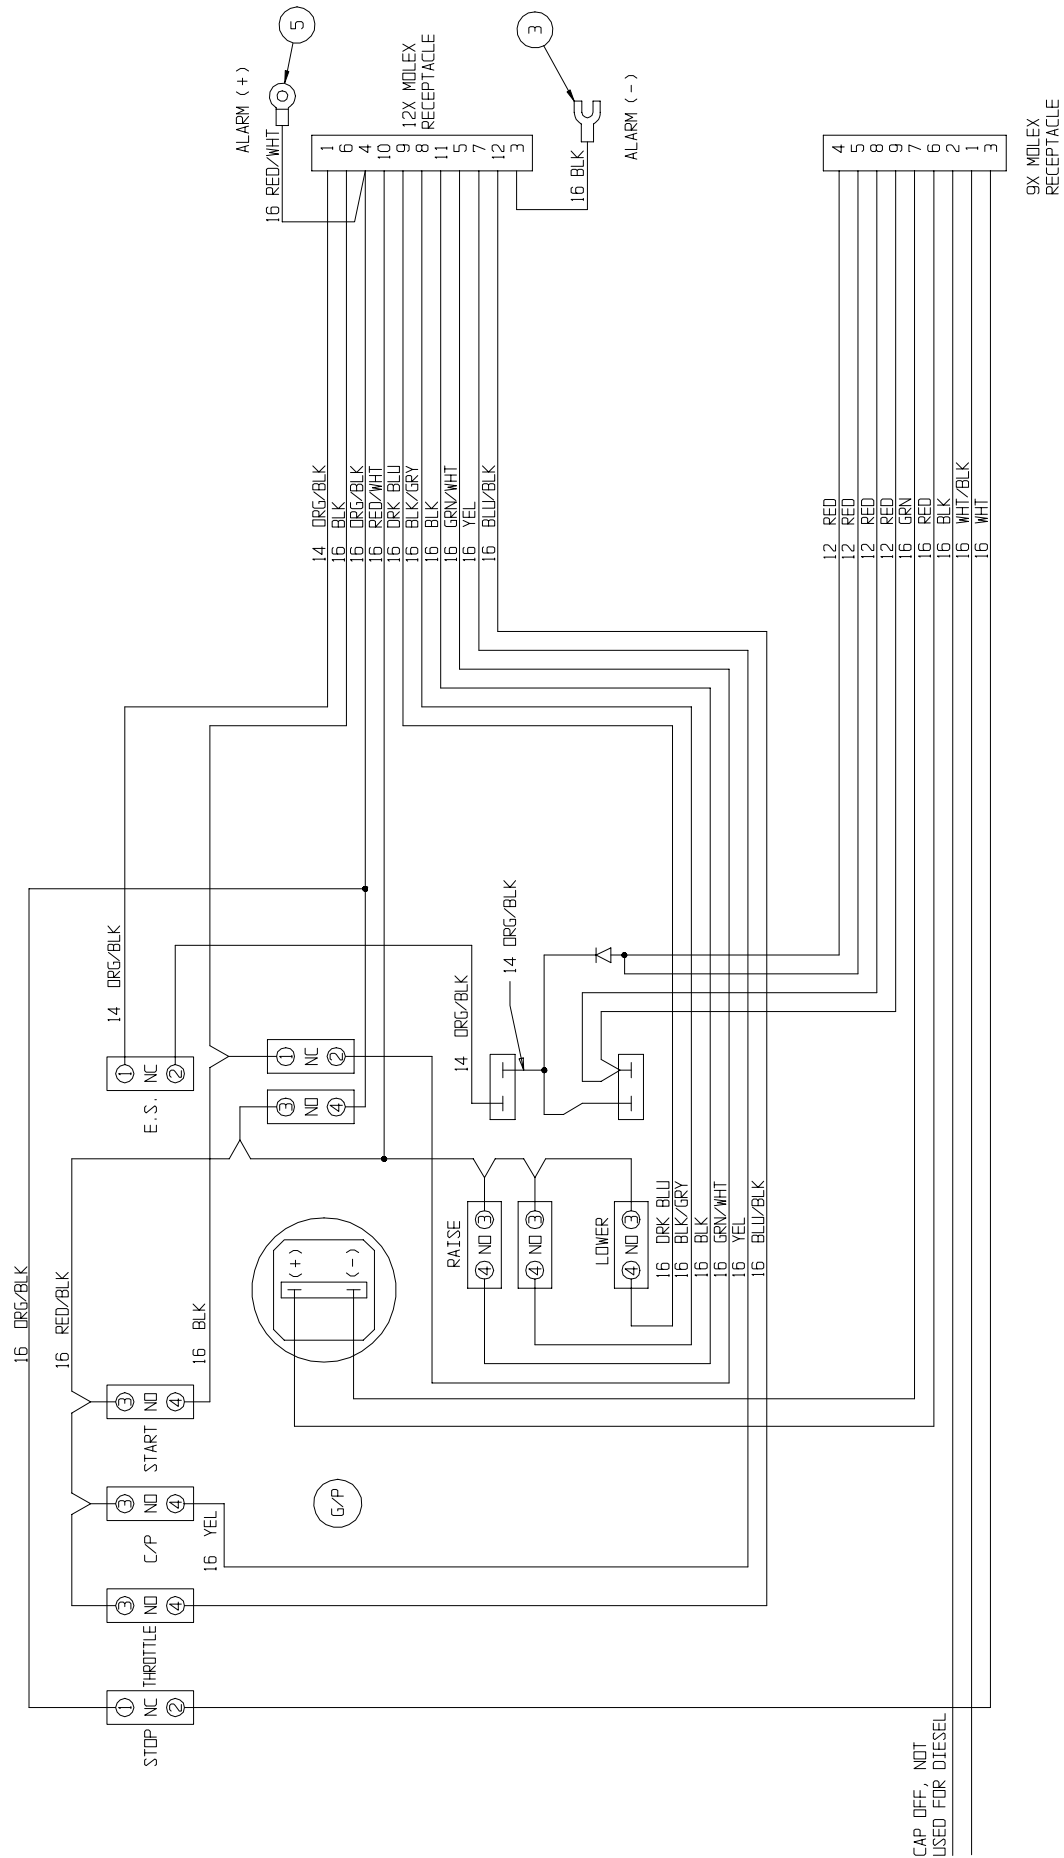 5
3
ALARM (+)
12X MOLEX
RECEPTACLE
16 RED/WHT
16 BLK
ALARM (-)
1
6
4
10
9
8
11
5
7
12
3
9X MOLEX
RECEPTACLE
4
5
8
9
7
6
2
1
3
14 ORG/BLK
16 BLK
16 ORG/BLK
16 RED/WHT
16 DRK BLU
16 BLK/GRY
16 BLK
16 GRN/WHT
16 YEL
16 BLU/BLK
12 RED
12 RED
12 RED
12 RED
16 GRN
16 RED
16 BLK
16 WHT/BLK
16 WHT
14 ORG/BLK
14 ORG/BLK
14 ORG/BLK
1 NC 2
E.S.
1 NC 2
3 NO 4
RAISE
4 NO 3
4 NO 3
LOWER
4 NO 3
16 DRK BLU
16 BLK/GRY
16 BLK
16 GRN/WHT
16 YEL
16 BLU/BLK
(+)
(-)
16 ORG/BLK
16 RED/BLK
16 BLK
3 NO 4
START
G/P
3 NO 4
C/P
16 YEL
3 NO 4
THROTTLE
1 NC 2
STOP
CAP OFF, NOT
USED FOR DIESEL